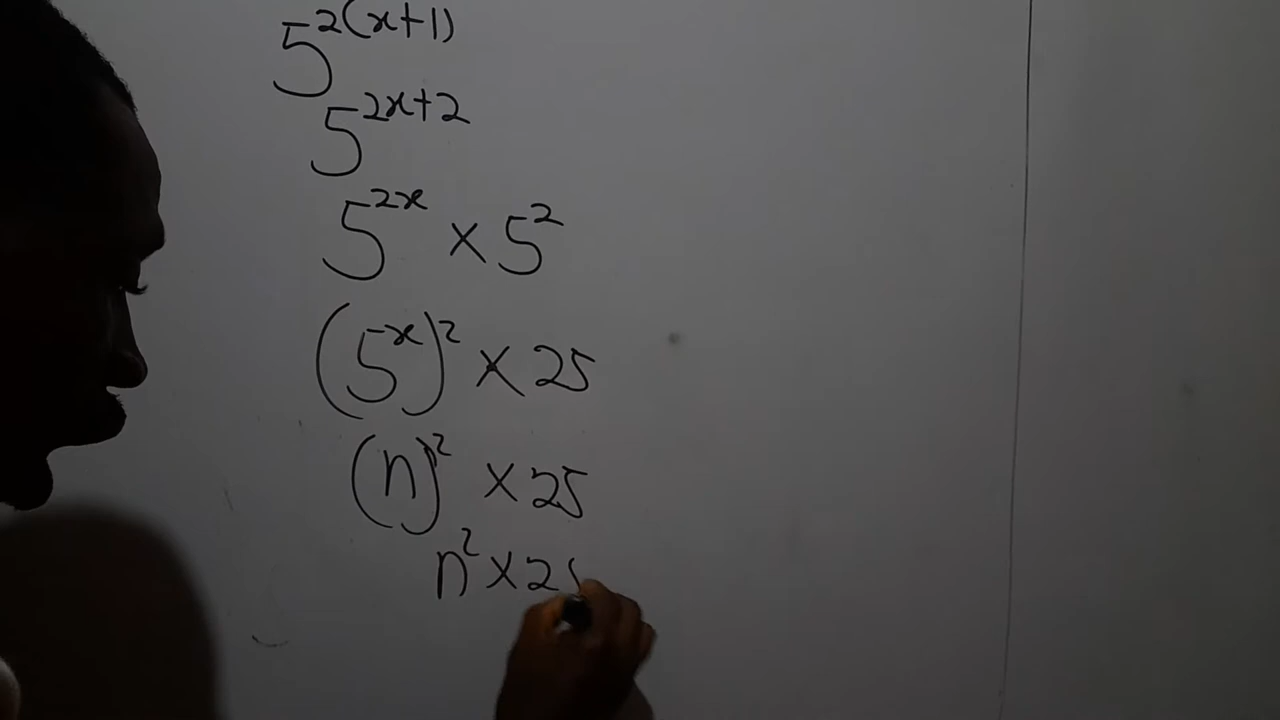 5^{2(x+1)}
5^{2x+2}
5^{2x} × 5^2
(5^x)^2 × 25
(n)^2 × 25
n^2 × 2